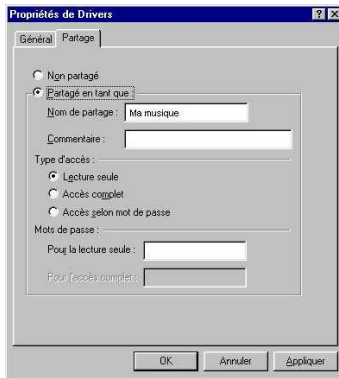 Propriétés de Drivers
Général Partage
Non partagé
Partagé en tant que :
Nom de partage : Ma musique
Commentaire :
Type d'accès :
Lecture seule
Accès complet
Accès selon mot de passe
Mots de passe :
Pour la lecture seule :
Pour l'accès complet :
OK Annuler Appliquer